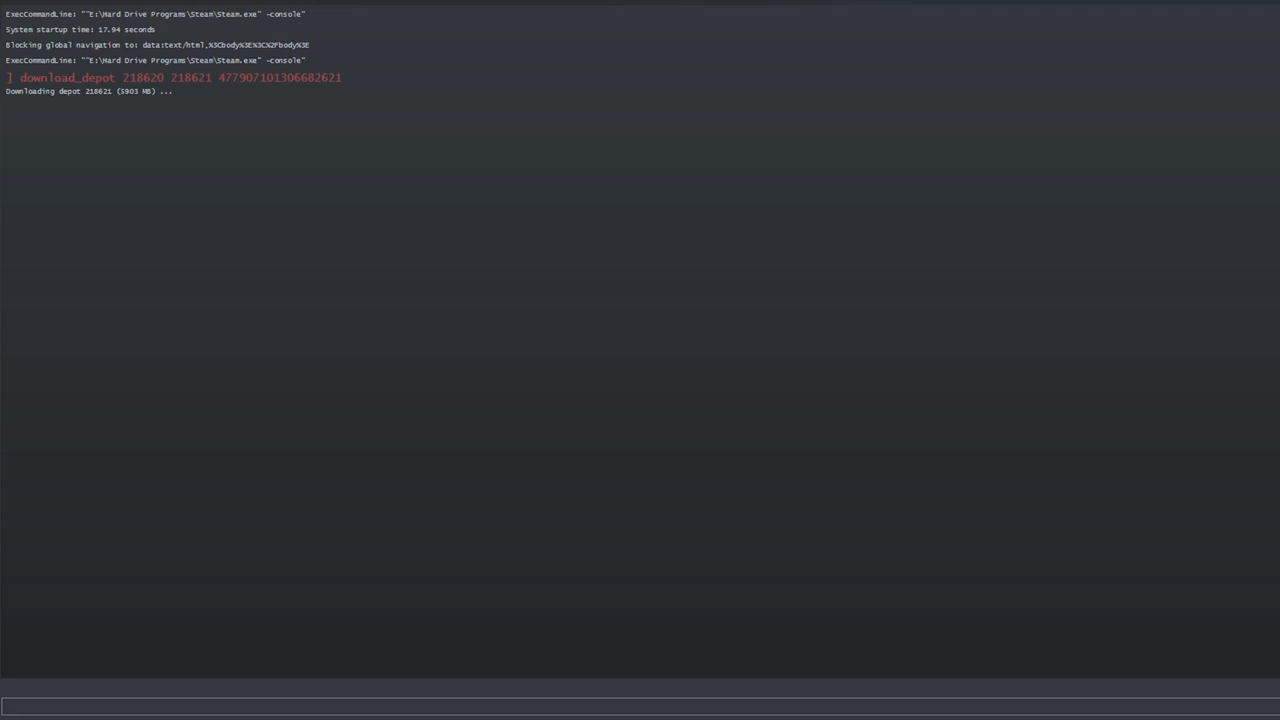 ExecCommandLine: ""E:\Hard Drive Programs\Steam\Steam.exe" -console"
System startup time: 17.94 seconds
Blocking global navigation to: data:text/html,%3Cbody%3E%3C%2Fbody%3E
ExecCommandLine: ""E:\Hard Drive Programs\Steam\Steam.exe" -console"
] download_depot 218620 218621 477907101306682621
Downloading depot 218621 (5903 MB) ...